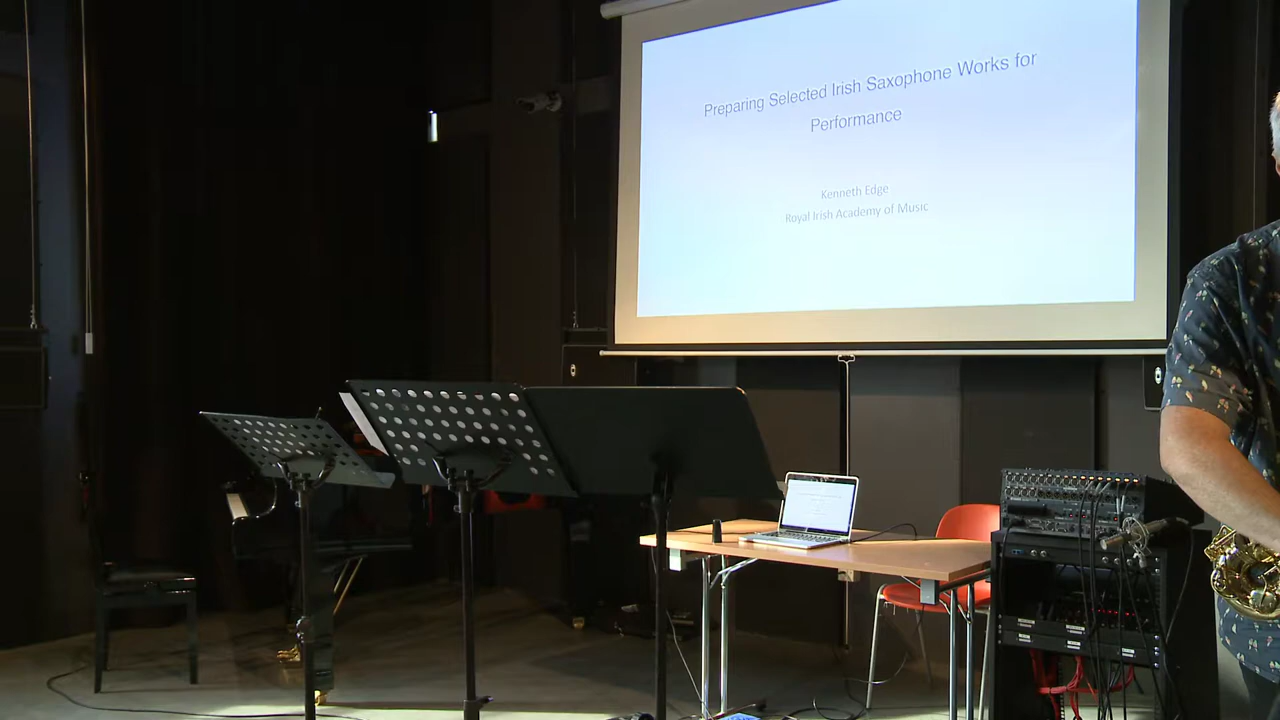 Preparing Selected Irish Saxophone Works for
Performance
Kenneth Edge
Royal Irish Academy of Music